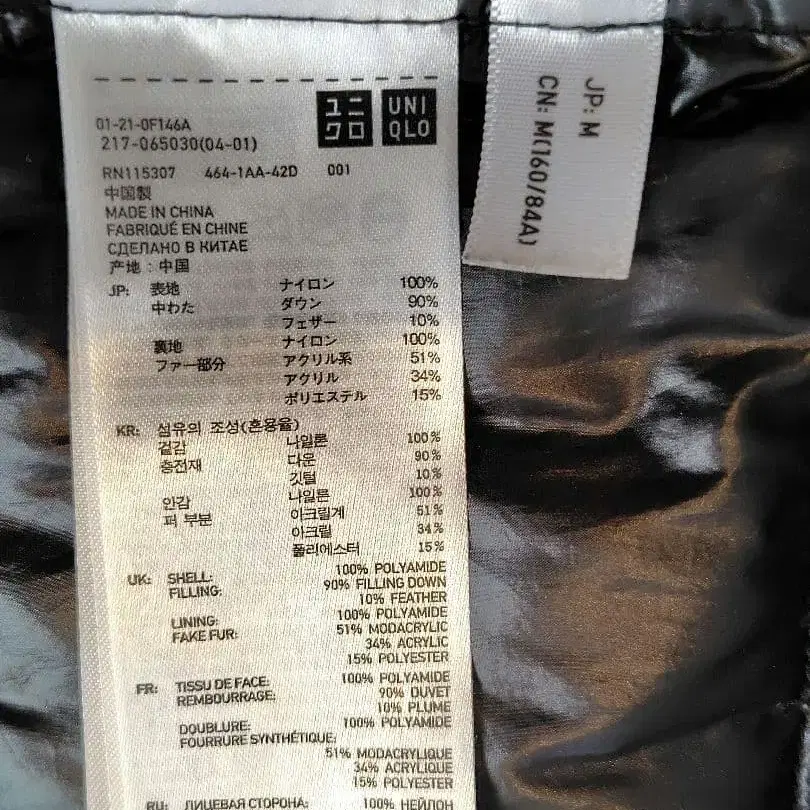 01-21-0F146A
217-065030(04-01)
ユニ
クロ
UNI
QLO
RN115307 464-1AA-42D 001
中国製
MADE IN CHINA
FABRIQUÉ EN CHINE
СДЕЛАНО В КИТАЕ
产地：中国
JP: 表地 ナイロン 100%
中わた ダウン 90%
フェザー 10%
裏地 ナイロン 100%
ファー部分 アクリル系 51%
アクリル 34%
ポリエステル 15%
KR: 섬유의 조성(혼용율)
겉감 나일론 100%
충전재 다운 90%
깃털 10%
안감 나일론 100%
퍼 부분 아크릴계 51%
아크릴 34%
폴리에스터 15%
UK: SHELL: 100% POLYAMIDE
FILLING: 90% FILLING DOWN
10% FEATHER
LINING: 100% POLYAMIDE
FAKE FUR: 51% MODACRYLIC
34% ACRYLIC
15% POLYESTER
FR: TISSU DE FACE: 100% POLYAMIDE
REMBOURRAGE: 90% DUVET
10% PLUME
DOUBLURE: 100% POLYAMIDE
FOURRURE SYNTHÉTIQUE:
51% MODACRYLIQUE
34% ACRYLIQUE
15% POLYESTER
RU: ЛИЦЕВАЯ СТОРОНА: 100% НЕЙЛОН
JP: M
CN: M(160/84A)